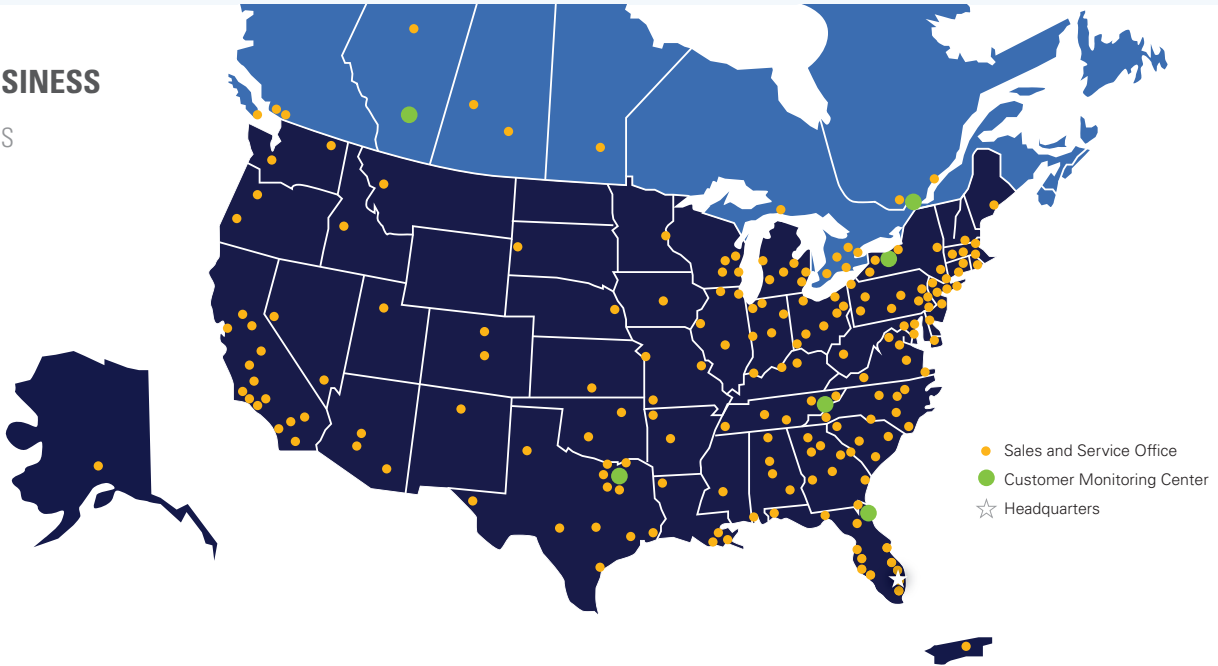 SINESS
S
Sales and Service Office
Customer Monitoring Center
Headquarters